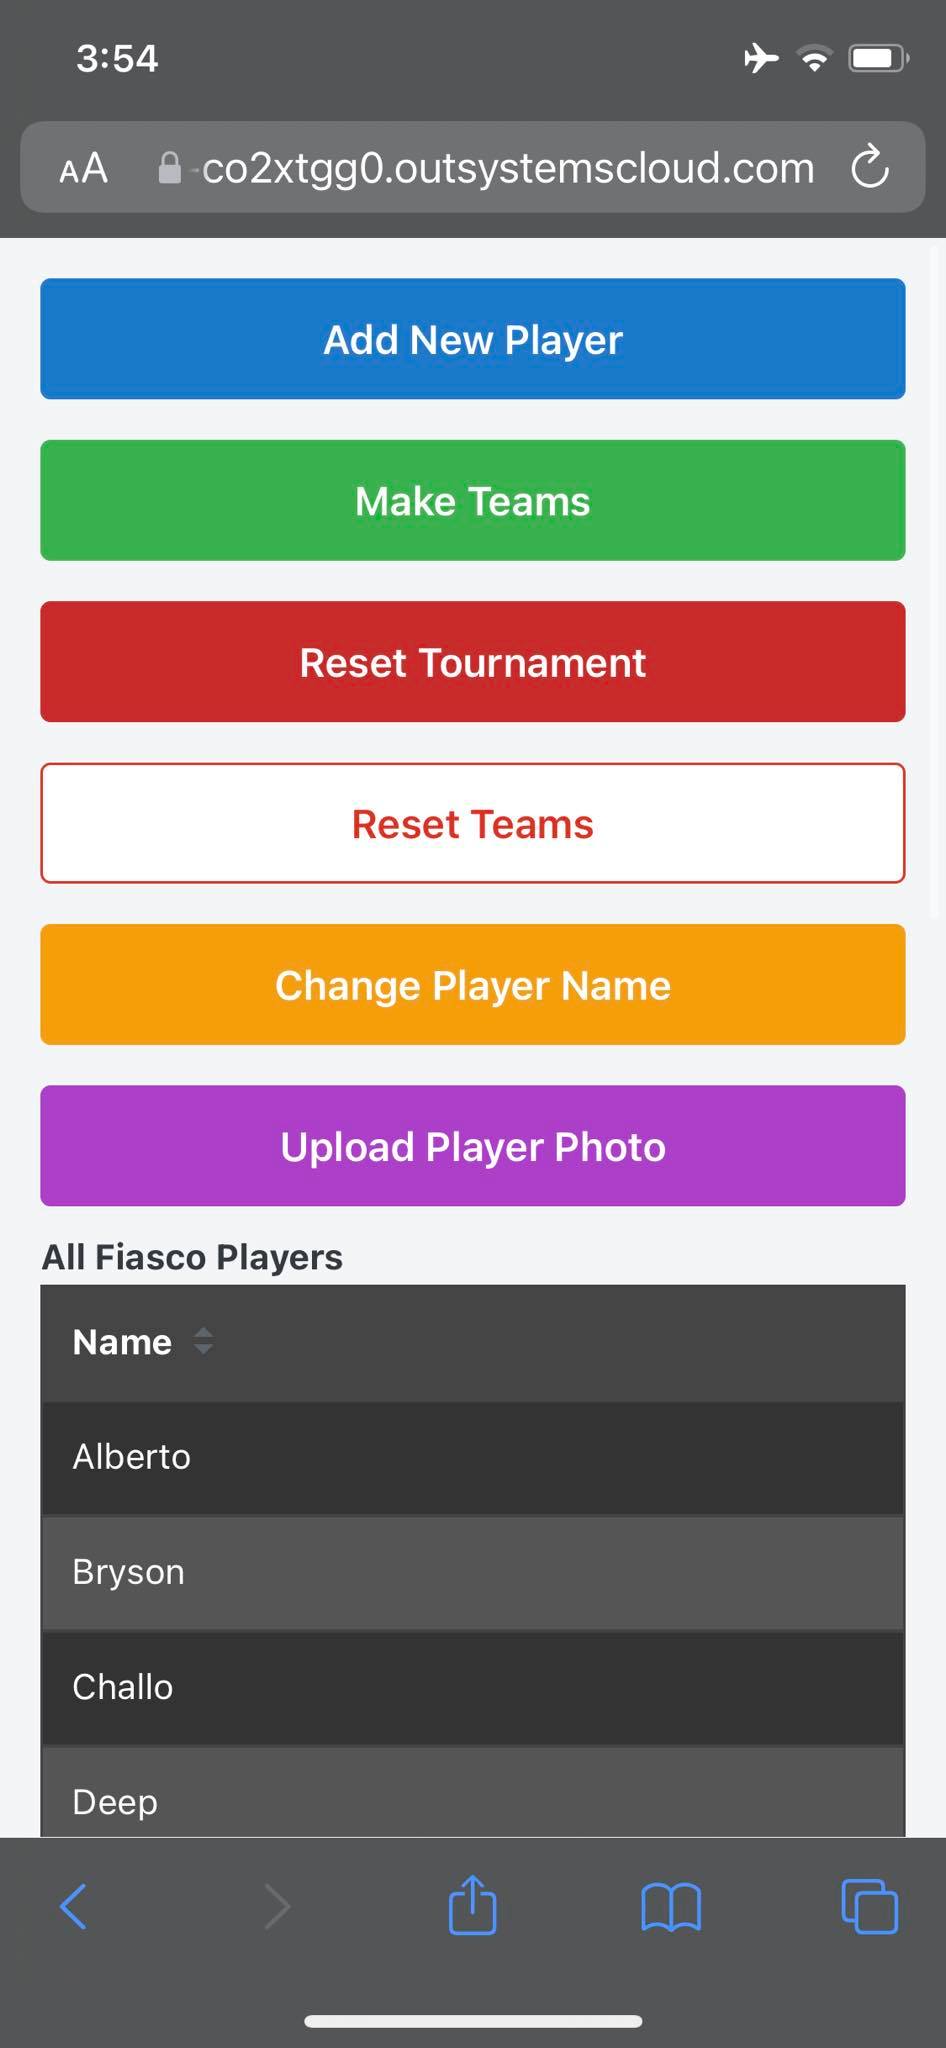 3:54
AA -co2xtgg0.outsystemscloud.com
Add New Player
Make Teams
Reset Tournament
Reset Teams
Change Player Name
Upload Player Photo
All Fiasco Players
Name
Alberto
Bryson
Challo
Deep